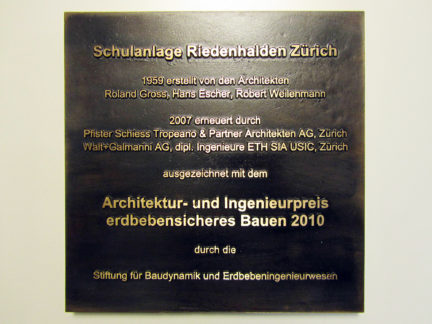 Schulanlage Riedenhalden Zürich
1959 erstellt von den Architekten
Roland Gross, Hans Escher, Robert Weilenmann
2007 erneuert durch
Pfister Schiess Tropeano & Partner Architekten AG, Zürich
Walt+Galmarini AG, dipl. Ingenieure ETH SIA USIC, Zürich
ausgezeichnet mit dem
Architektur- und Ingenieurpreis
erdbebensicheres Bauen 2010
durch die
Stiftung für Baudynamik und Erdbebeningenieurwesen